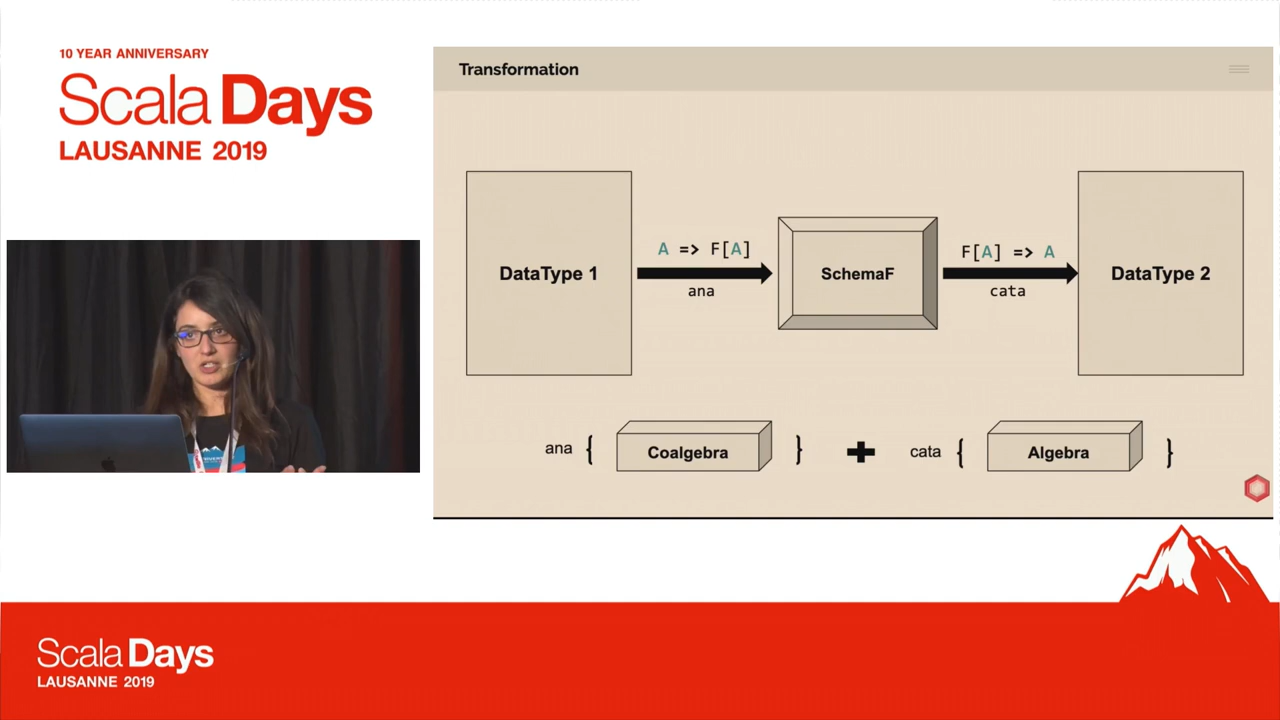 10 YEAR ANNIVERSARY
Scala Days
LAUSANNE 2019
Transformation
DataType 1
A => F[A]
ana
SchemaF
F[A] => A
cata
DataType 2
ana { Coalgebra } + cata { Algebra }
Scala Days
LAUSANNE 2019